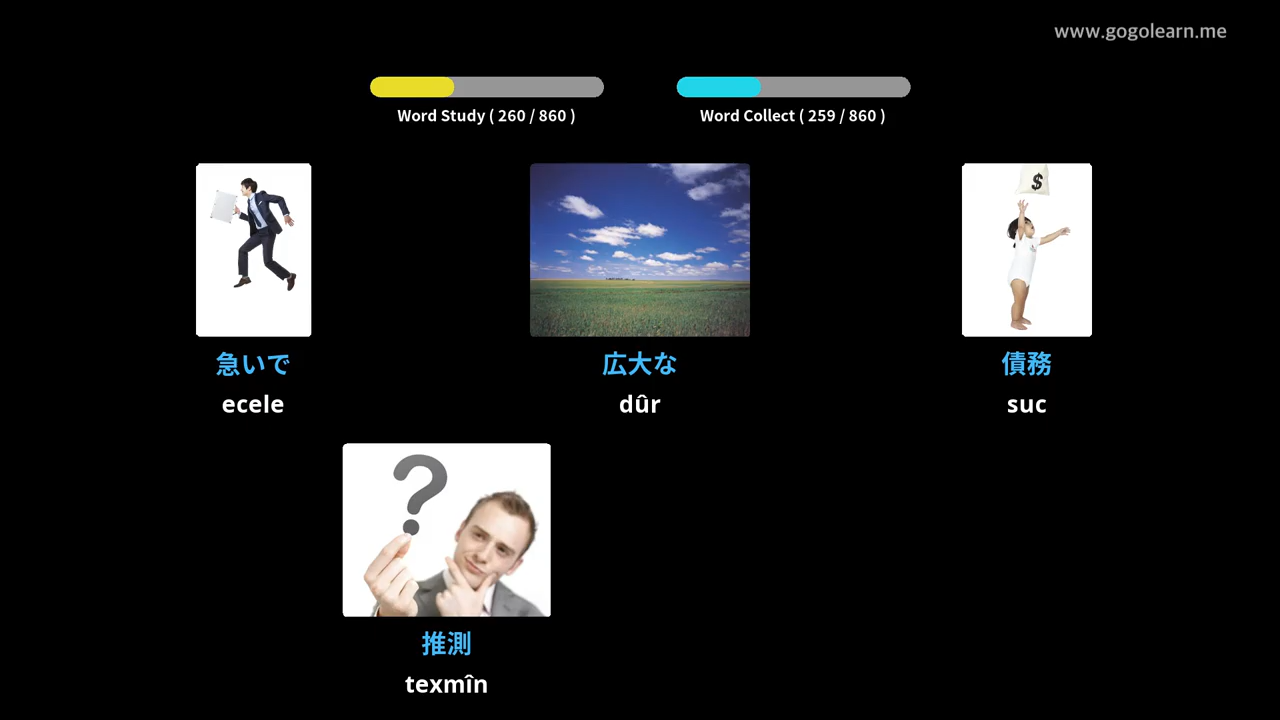 www.gogolearn.me
Word Study ( 260 / 860 )
Word Collect ( 259 / 860 )
急いで
ecele
広大な
dûr
$
債務
suc
?
推測
texmîn